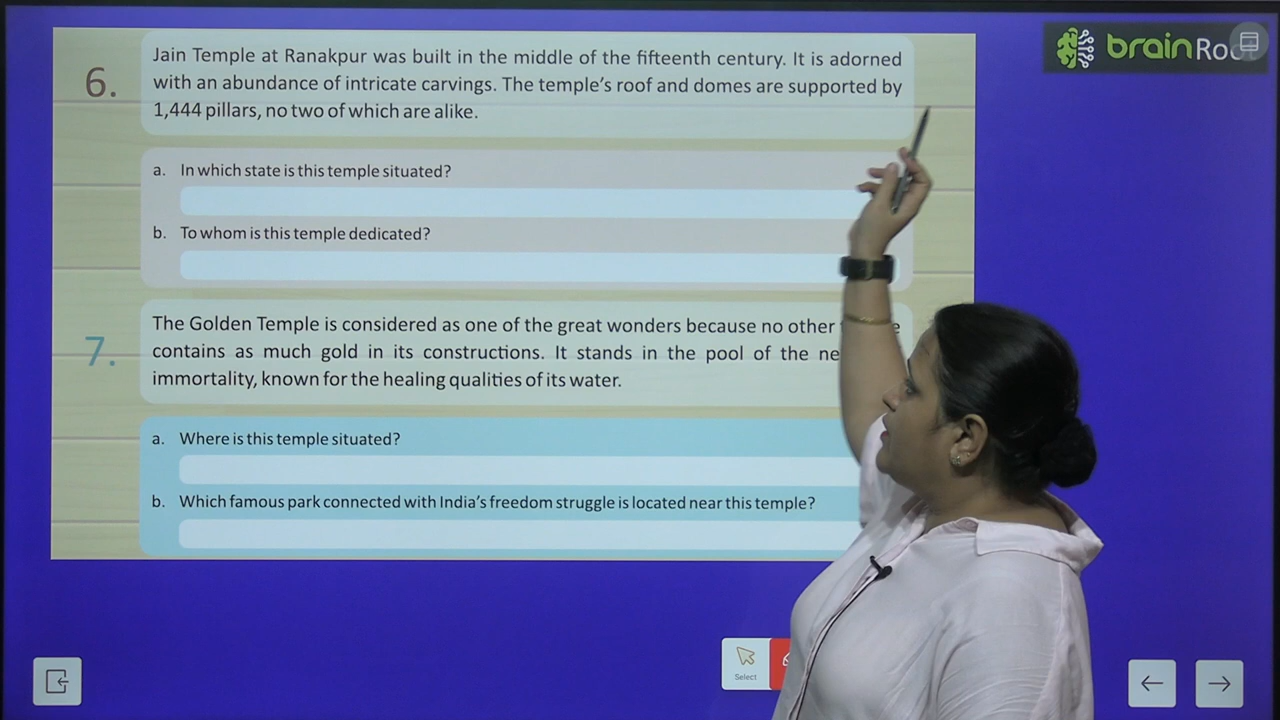 brainRo
6.
Jain Temple at Ranakpur was built in the middle of the fifteenth century. It is adorned
with an abundance of intricate carvings. The temple's roof and domes are supported by
1,444 pillars, no two of which are alike.
a. In which state is this temple situated?
b. To whom is this temple dedicated?
7.
The Golden Temple is considered as one of the great wonders because no other
contains as much gold in its constructions. It stands in the pool of the
immortality, known for the healing qualities of its water.
a. Where is this temple situated?
b. Which famous park connected with India's freedom struggle is located near this temple?
Select